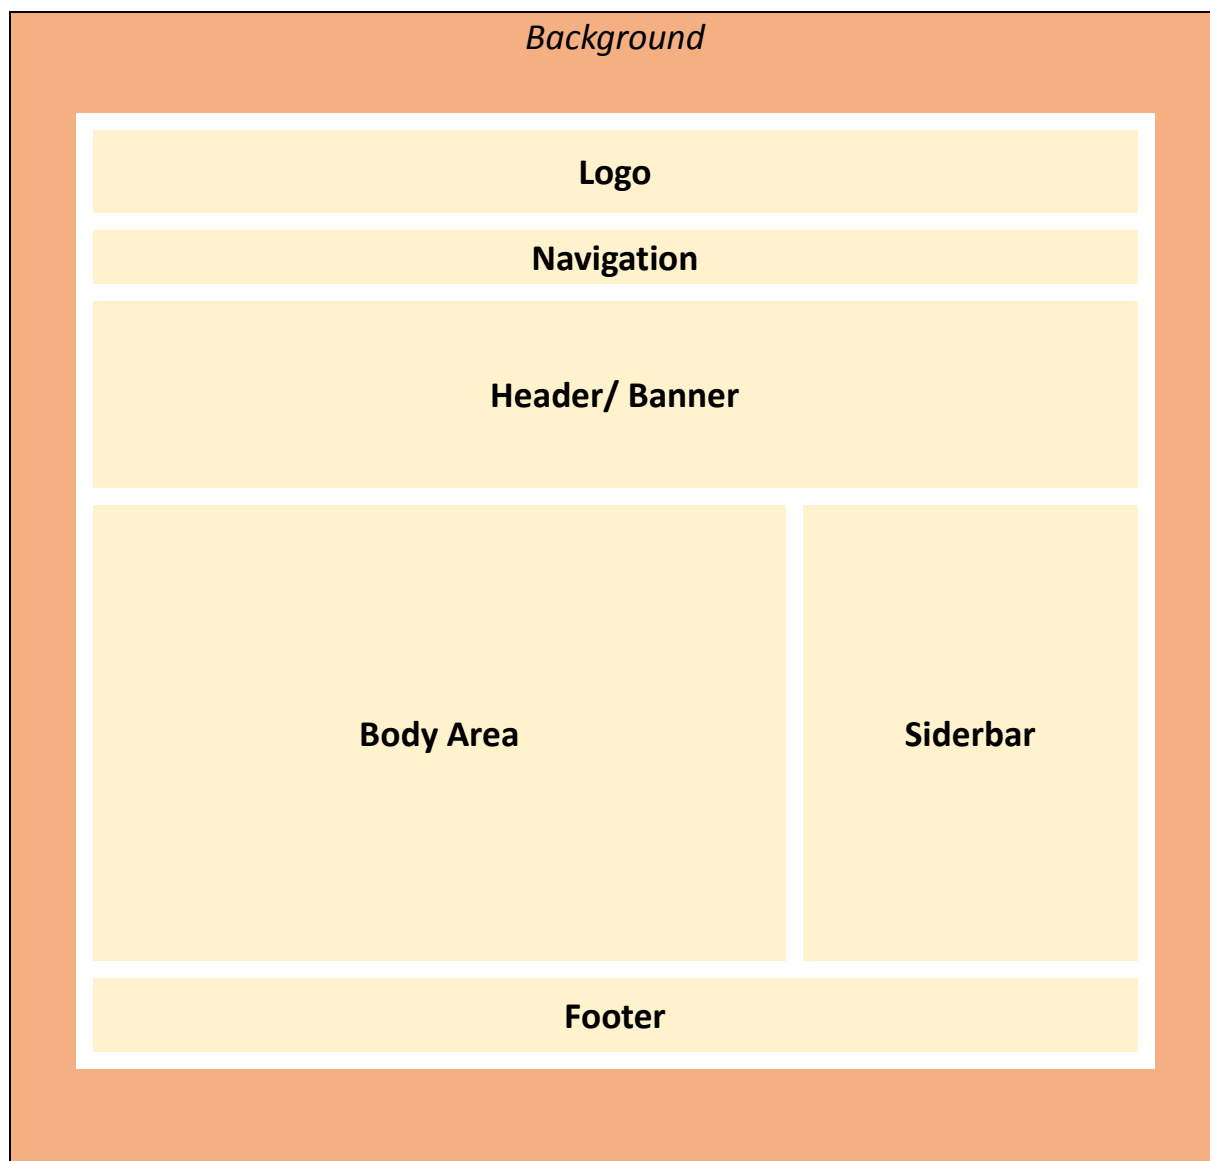 Background
Logo
Navigation
Header/ Banner
Body Area
Siderbar
Footer